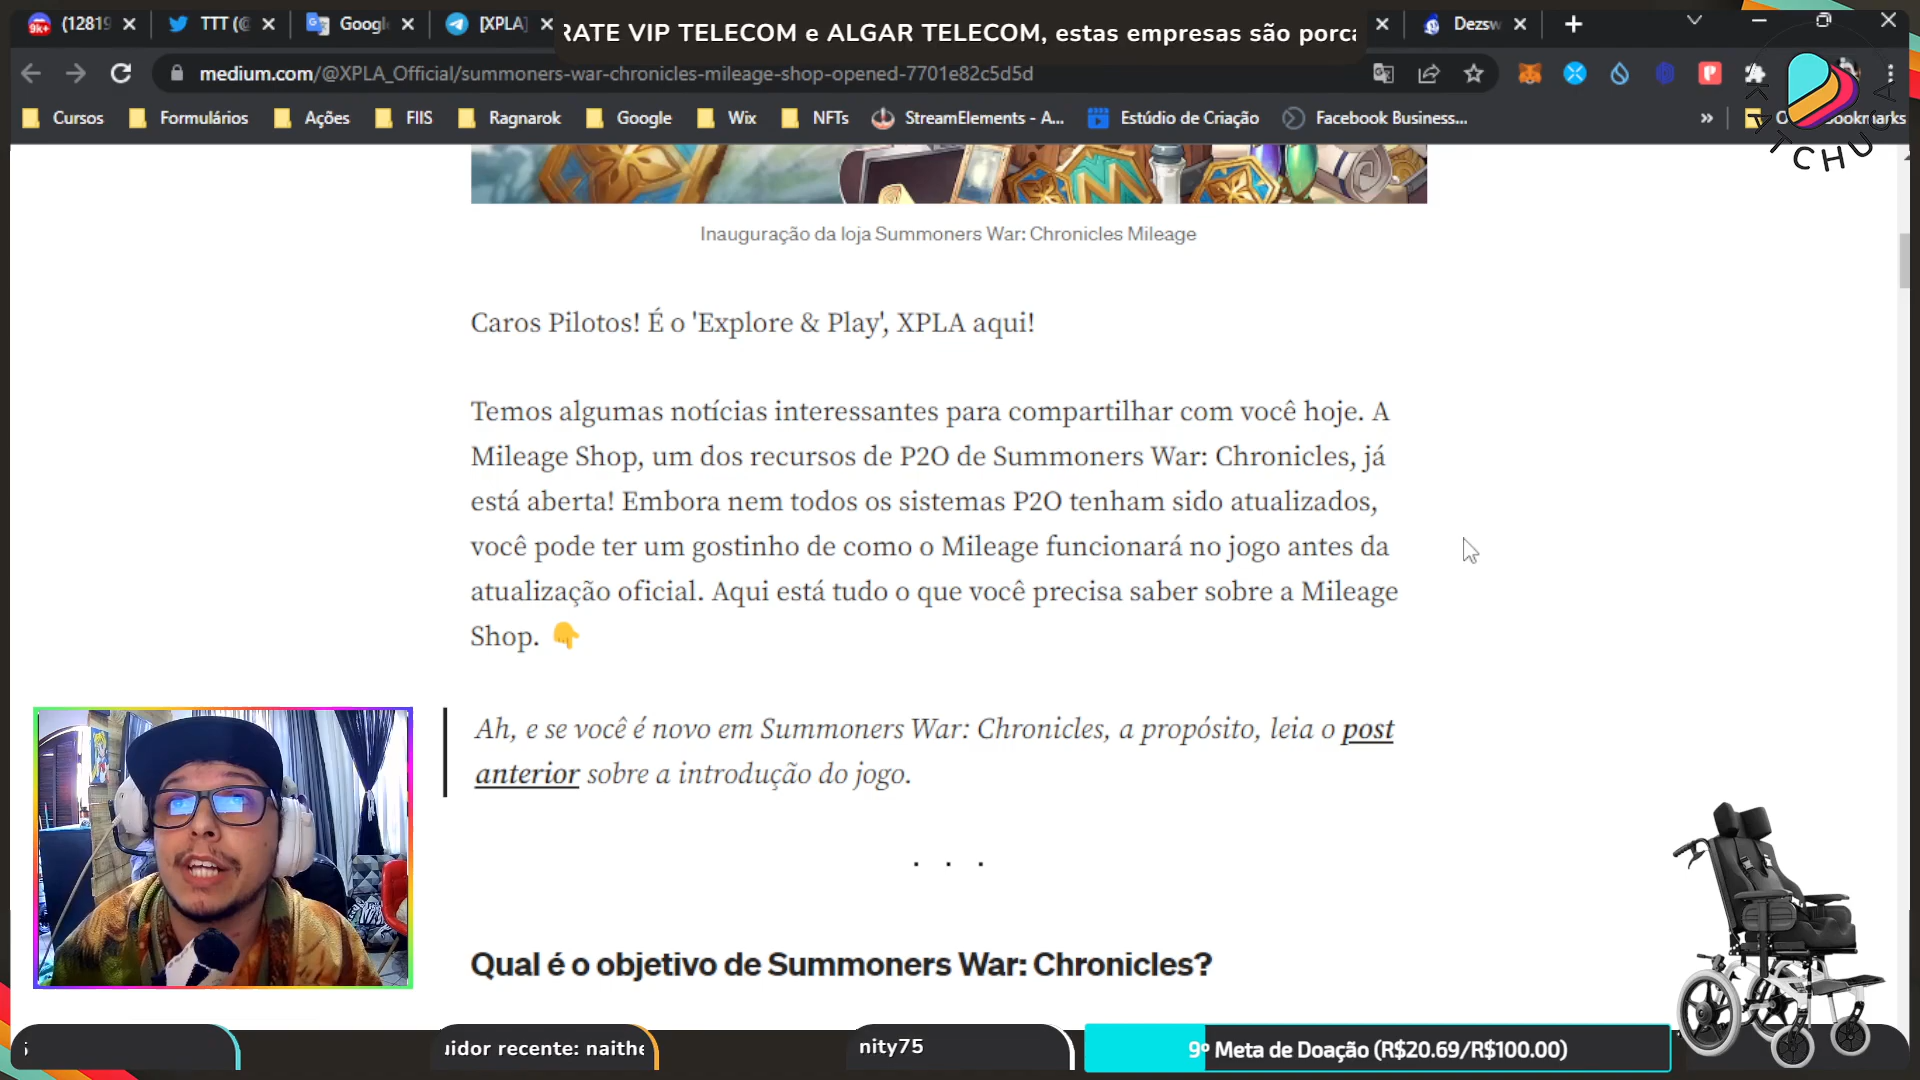 (12819
TTT (@
Googl
[XPLA]
RATE VIP TELECOM e ALGAR TELECOM, estas empresas são porca
Dezsw
medium.com/@XPLA_Official/summoners-war-chronicles-mileage-shop-opened-7701e82c5d5d
Cursos
Formulários
Ações
FIIS
Ragnarok
Google
Wix
NFTs
StreamElements - A...
Estúdio de Criação
Facebook Business...
»
KATCHUCA
Inauguração da loja Summoners War: Chronicles Mileage
Caros Pilotos! É o 'Explore & Play', XPLA aqui!
Temos algumas notícias interessantes para compartilhar com você hoje. A
Mileage Shop, um dos recursos de P2O de Summoners War: Chronicles, já
está aberta! Embora nem todos os sistemas P2O tenham sido atualizados,
você pode ter um gostinho de como o Mileage funcionará no jogo antes da
atualização oficial. Aqui está tudo o que você precisa saber sobre a Mileage
Shop. 👇
Ah, e se você é novo em Summoners War: Chronicles, a propósito, leia o post
anterior sobre a introdução do jogo.
. . .
Qual é o objetivo de Summoners War: Chronicles?
uidor recente: naithe
nity75
9º Meta de Doação (R$20.69/R$100.00)